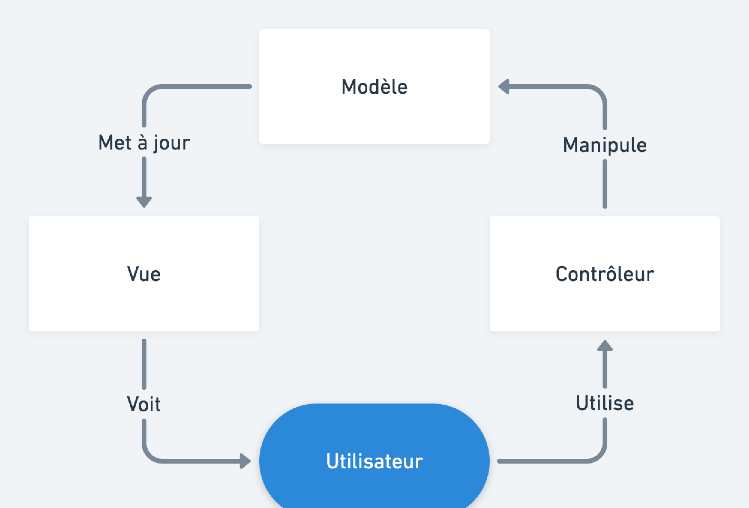 Modèle
Met à jour
Manipule
Vue
Contrôleur
Voit
Utilise
Utilisateur